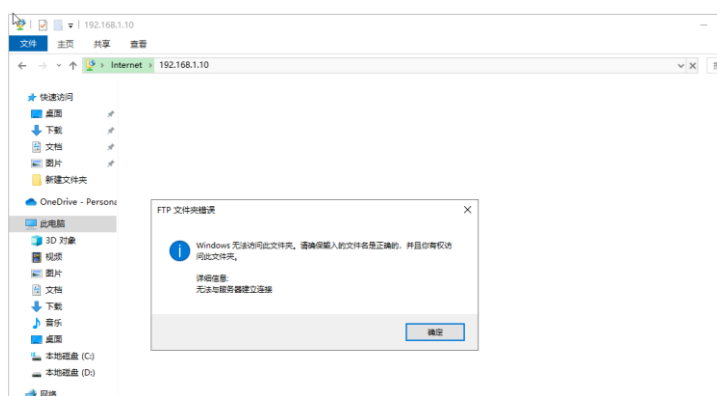 192.168.1.10
文件 主页 共享 查看
Internet 192.168.1.10
快速访问
桌面
下载
文档
图片
新建文件夹
OneDrive - Persona
此电脑
3D 对象
视频
图片
文档
下载
音乐
桌面
本地磁盘 (C:)
本地磁盘 (D:)
网络
FTP 文件夹错误
Windows 无法访问此文件夹。请确保输入的文件名是正确的，并且你有权访
问此文件夹。
详细信息:
无法与服务器建立连接
确定